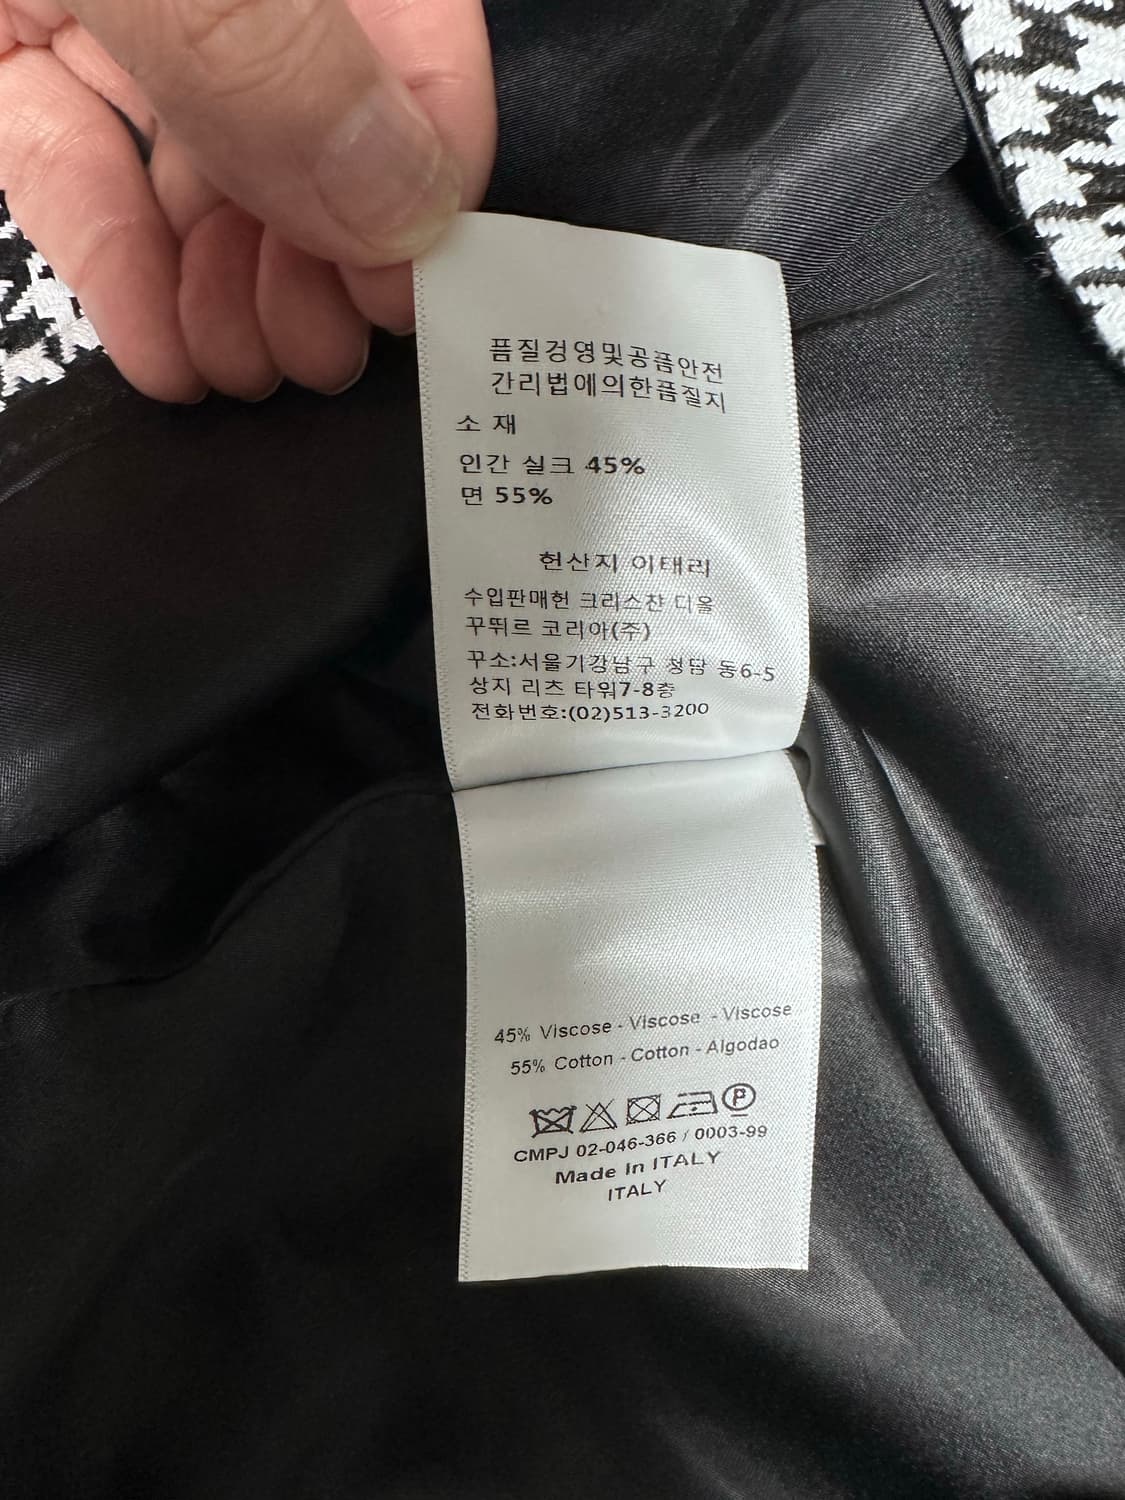 픔질겅영및공픔안전
간리법에의한픔질지
소 재
인간 실크 45%
면 55%
헌산지 이태리
수입판매헌 크리스찬 디올
꾸뛰르 코리아(주)
꾸소:서울기강남구 청담 동6-5
상지 리츠 타워7-8층
전화번호:(02)513-3200
45% Viscose - Viscose - Viscose
55% Cotton - Cotton - Algodao
P
CMPJ 02-046-366 / 0003-99
Made In ITALY
ITALY